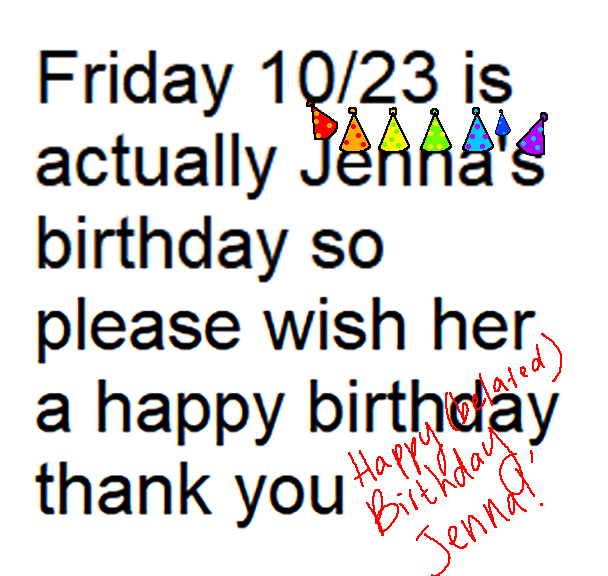 Friday 10/23 is
actually Jenna's
birthday so
please wish her
a happy birthday
thank you
Happy (belated)
Birthday
Jenna!